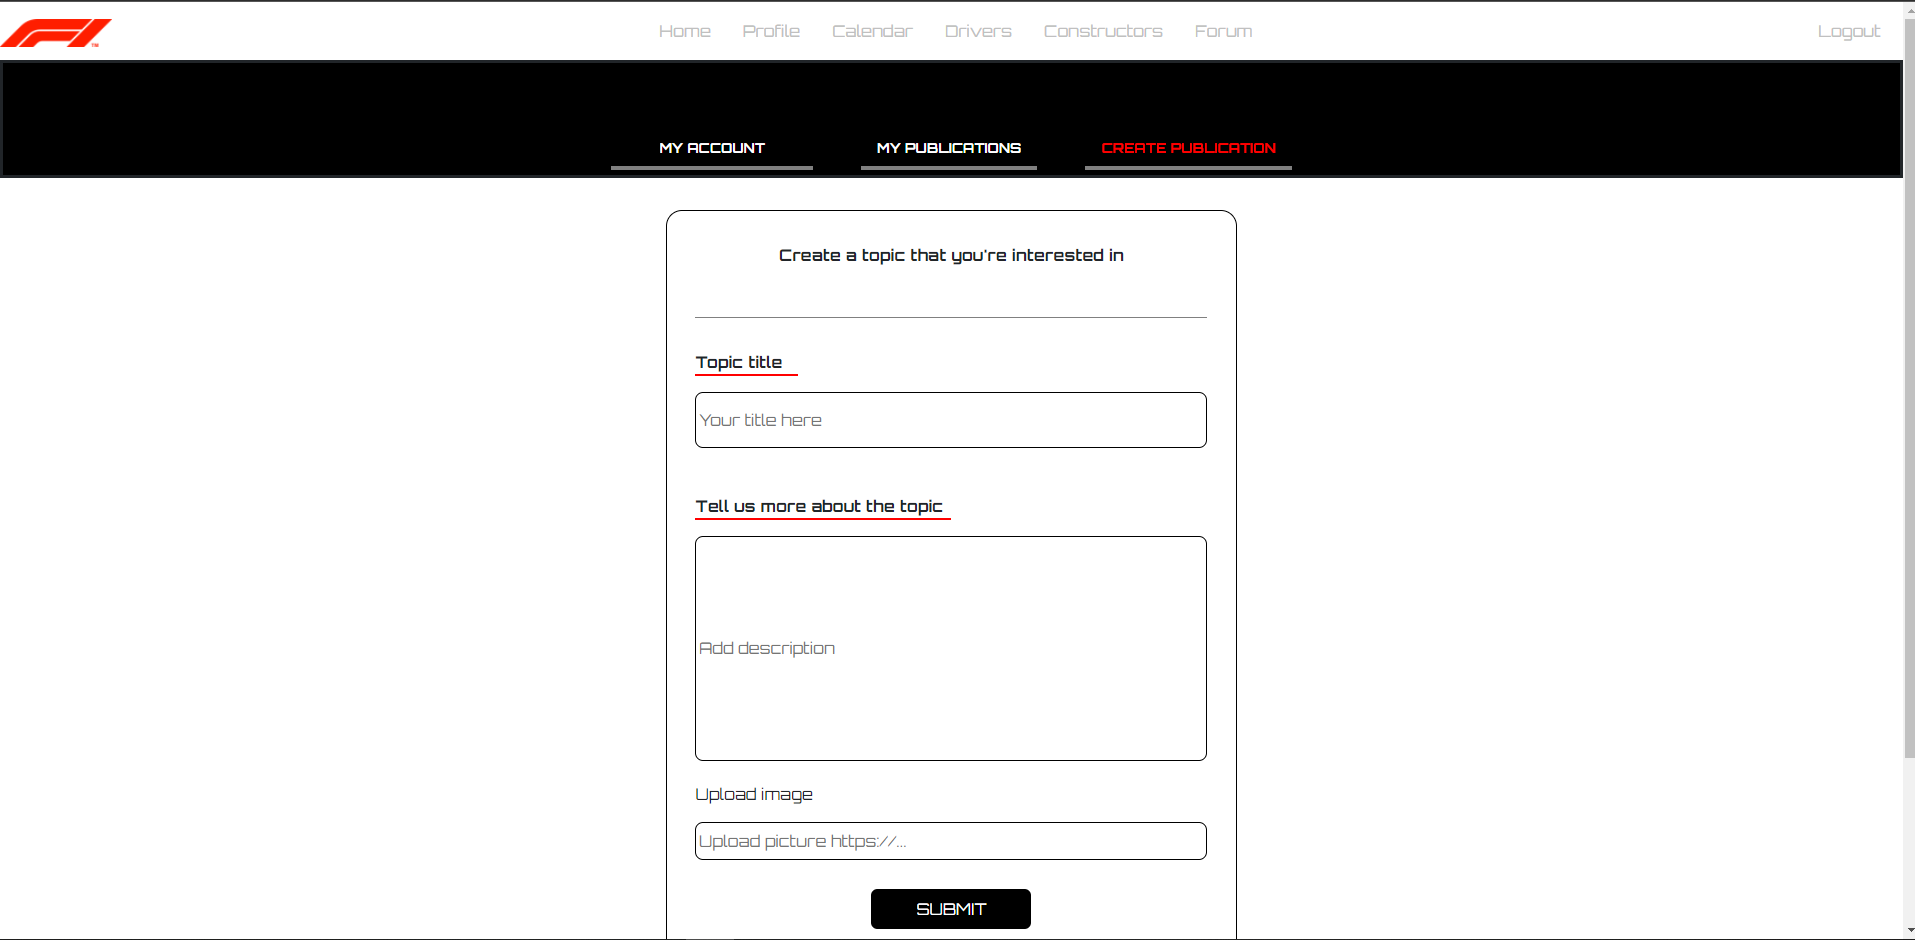 F1 TM
Home Profile Calendar Drivers Constructors Forum Logout
MY ACCOUNT MY PUBLICATIONS CREATE PUBLICATION
Create a topic that you're interested in
Topic title
Your title here
Tell us more about the topic
Add description
Upload image
Upload picture https://...
SUBMIT